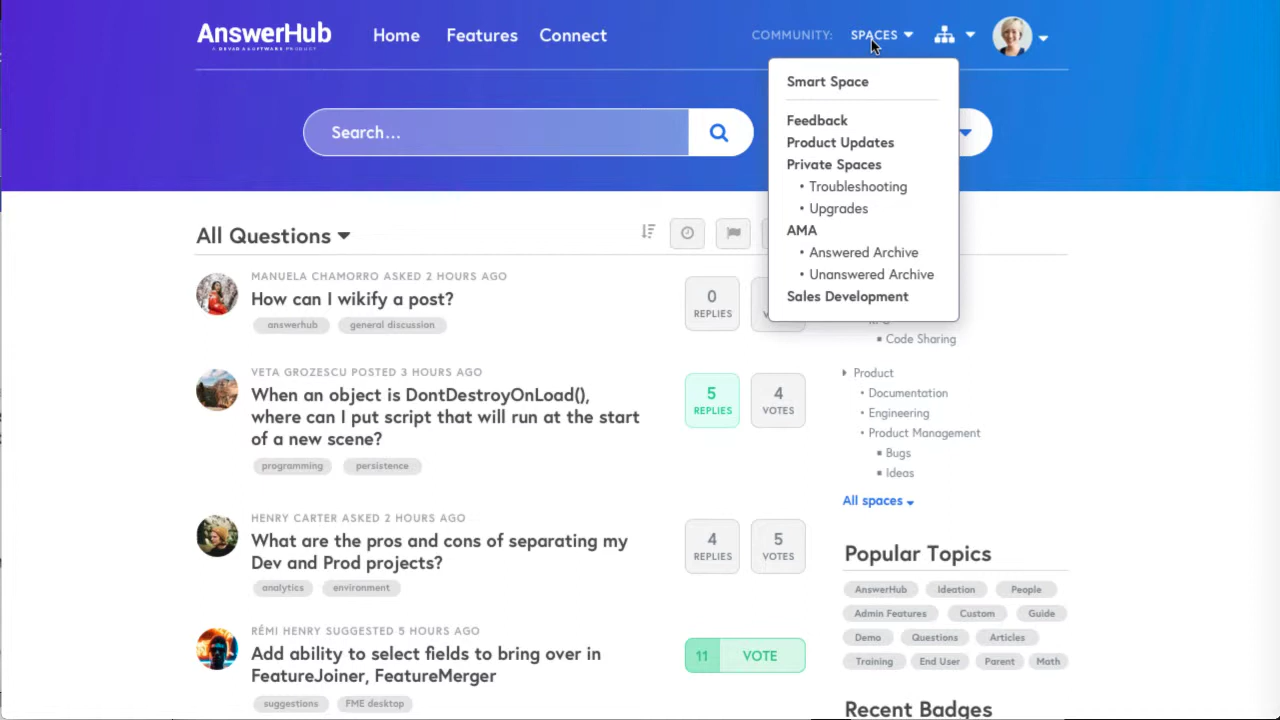 AnswerHub
A DEVADA SOFTWARE PRODUCT
Home
Features
Connect
COMMUNITY:
SPACES
Smart Space
Feedback
Product Updates
Private Spaces
• Troubleshooting
• Upgrades
AMA
• Answered Archive
• Unanswered Archive
Sales Development
Search...
All Questions
MANUELA CHAMORRO ASKED 2 HOURS AGO
How can I wikify a post?
answerhub
general discussion
0
REPLIES
VETA GROZESCU POSTED 3 HOURS AGO
When an object is DontDestroyOnLoad(),
where can I put script that will run at the start
of a new scene?
programming
persistence
5
REPLIES
4
VOTES
HENRY CARTER ASKED 2 HOURS AGO
What are the pros and cons of separating my
Dev and Prod projects?
analytics
environment
4
REPLIES
5
VOTES
RÉMI HENRY SUGGESTED 5 HOURS AGO
Add ability to select fields to bring over in
FeatureJoiner, FeatureMerger
suggestions
FME desktop
11
VOTE
▪ Code Sharing
Product
• Documentation
• Engineering
• Product Management
▪ Bugs
▪ Ideas
All spaces
Popular Topics
AnswerHub
Ideation
People
Admin Features
Custom
Guide
Demo
Questions
Articles
Training
End User
Parent
Math
Recent Badges